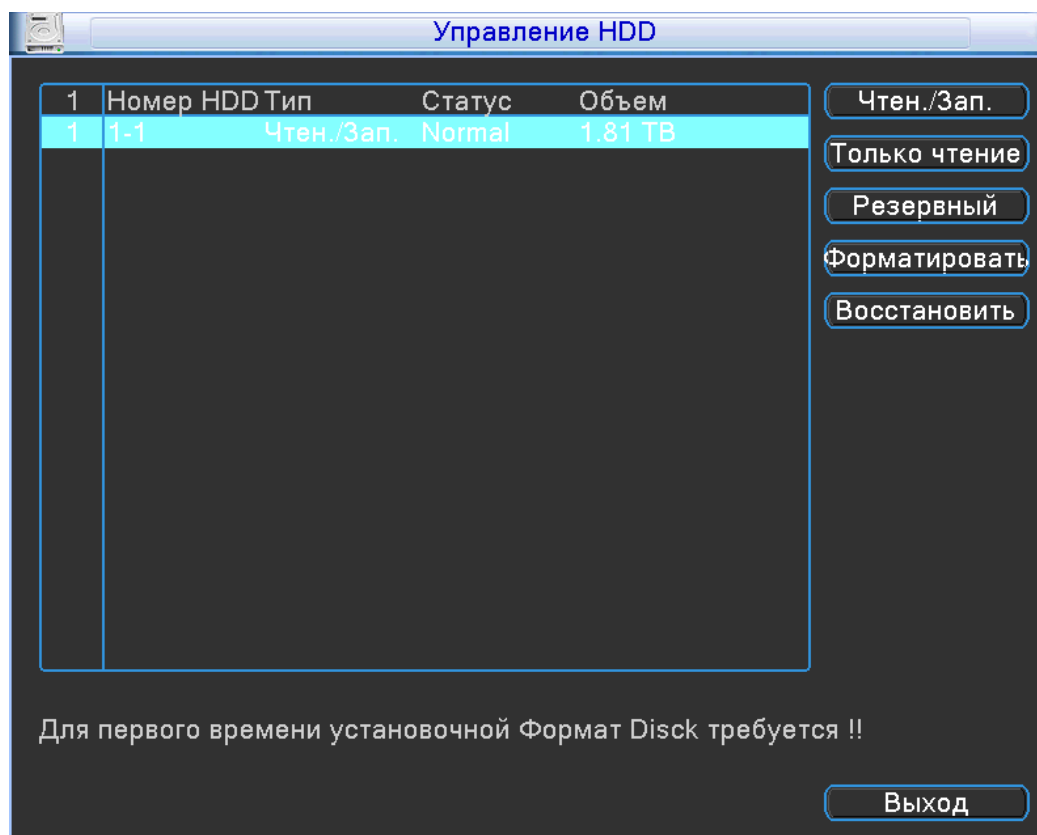 Управление HDD
1 Номер HDD Тип Статус Объем
1 1-1 Чтен./Зап. Normal 1.81 TB
Чтен./Зап.
Только чтение
Резервный
Форматировать
Восстановить
Для первого времени установочной Формат Disck требуется !!
Выход